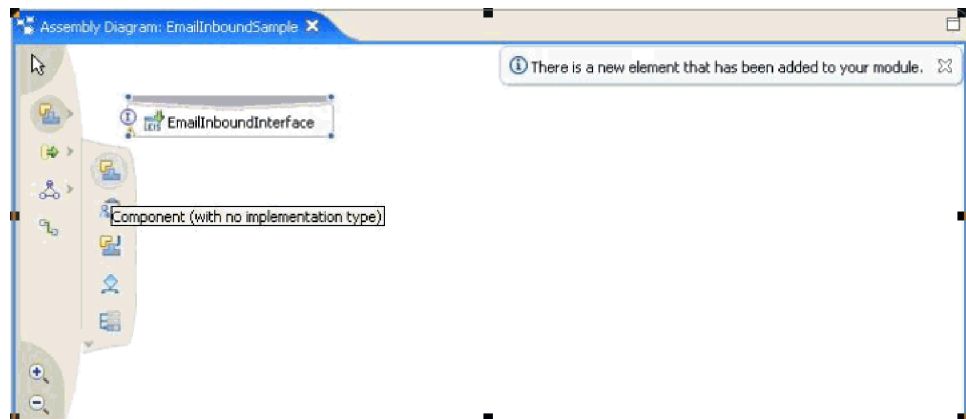 Assembly Diagram: EmailInboundSample
There is a new element that has been added to your module.
EmailInboundInterface
Component (with no implementation type)